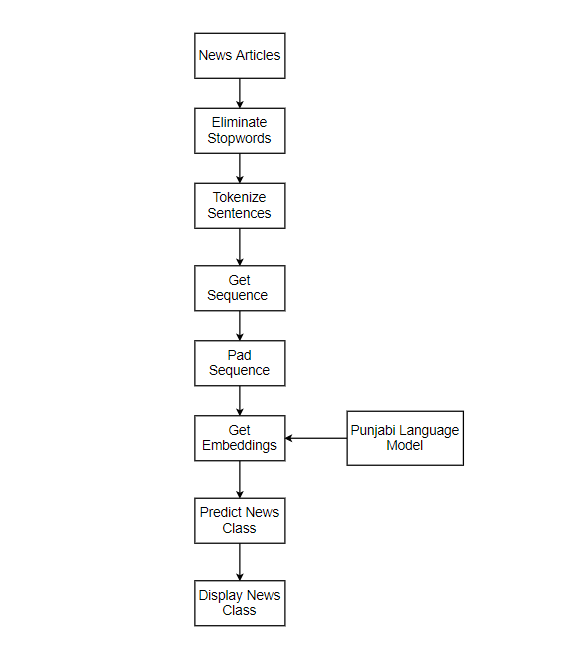 News Articles
Eliminate
Stopwords
Tokenize
Sentences
Get
Sequence
Pad
Sequence
Get
Embeddings
Punjabi Language
Model
Predict News
Class
Display News
Class